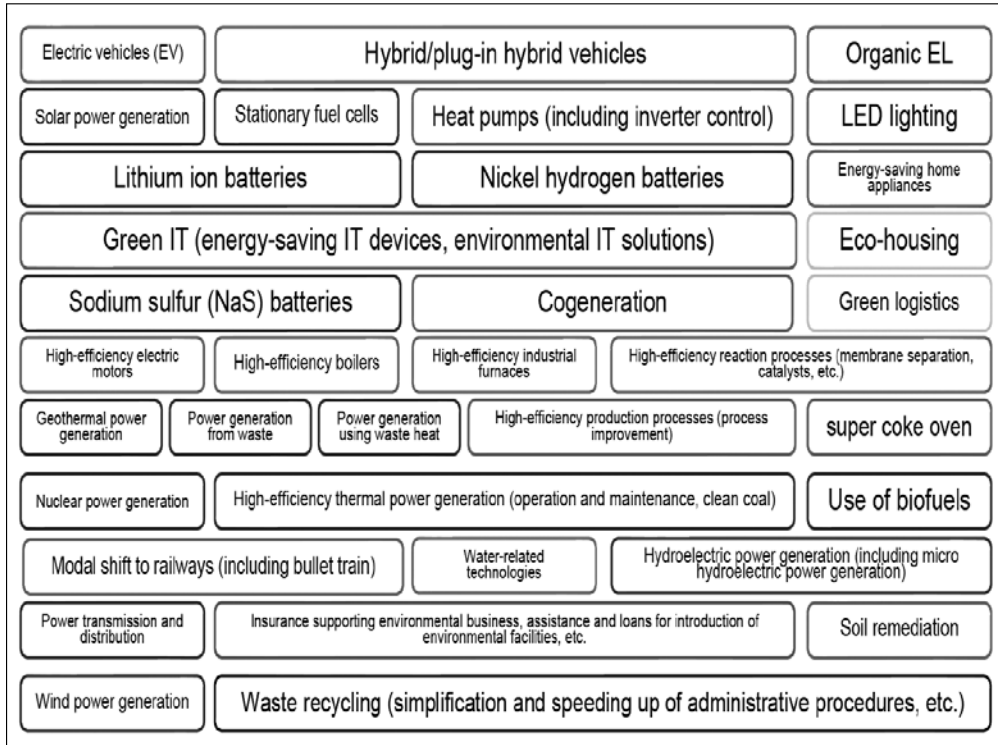 Electric vehicles (EV)
Hybrid/plug-in hybrid vehicles
Organic EL
Solar power generation
Stationary fuel cells
Heat pumps (including inverter control)
LED lighting
Lithium ion batteries
Nickel hydrogen batteries
Energy-saving home
appliances
Green IT (energy-saving IT devices, environmental IT solutions)
Eco-housing
Sodium sulfur (NaS) batteries
Cogeneration
Green logistics
High-efficiency electric
motors
High-efficiency boilers
High-efficiency industrial
furnaces
High-efficiency reaction processes (membrane separation,
catalysts, etc.)
Geothermal power
generation
Power generation
from waste
Power generation
using waste heat
High-efficiency production processes (process
improvement)
super coke oven
Nuclear power generation
High-efficiency thermal power generation (operation and maintenance, clean coal)
Use of biofuels
Modal shift to railways (including bullet train)
Water-related
technologies
Hydroelectric power generation (including micro
hydroelectric power generation)
Power transmission and
distribution
Insurance supporting environmental business, assistance and loans for introduction of
environmental facilities, etc.
Soil remediation
Wind power generation
Waste recycling (simplification and speeding up of administrative procedures, etc.)